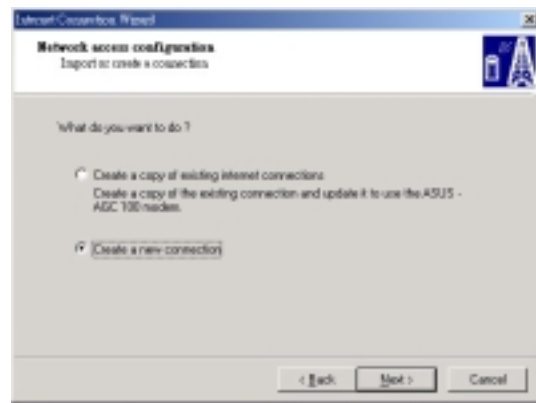 Internet Connection Wizard
Network access configuration
Import or create a connection
What do you want to do ?
Create a copy of existing internet connections
Create a copy of the existing connection and update it to use the ASUS -
AGC 100 modem.
Create a new connection
< Back
Next >
Cancel